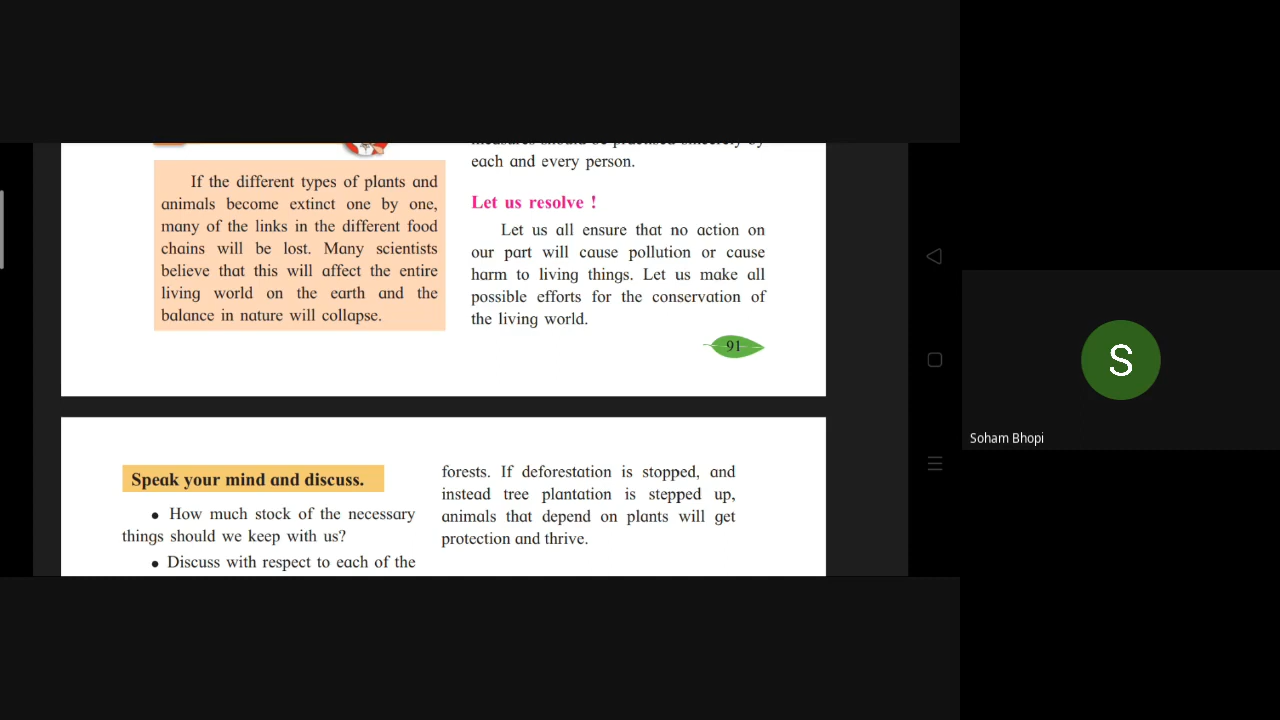 If the different types of plants and
animals become extinct one by one,
many of the links in the different food
chains will be lost. Many scientists
believe that this will affect the entire
living world on the earth and the
balance in nature will collapse.
measures should be practised sincerely by
each and every person.
Let us resolve !
Let us all ensure that no action on
our part will cause pollution or cause
harm to living things. Let us make all
possible efforts for the conservation of
the living world.
91
Speak your mind and discuss.
• How much stock of the necessary
things should we keep with us?
• Discuss with respect to each of the
forests. If deforestation is stopped, and
instead tree plantation is stepped up,
animals that depend on plants will get
protection and thrive.
S
Soham Bhopi